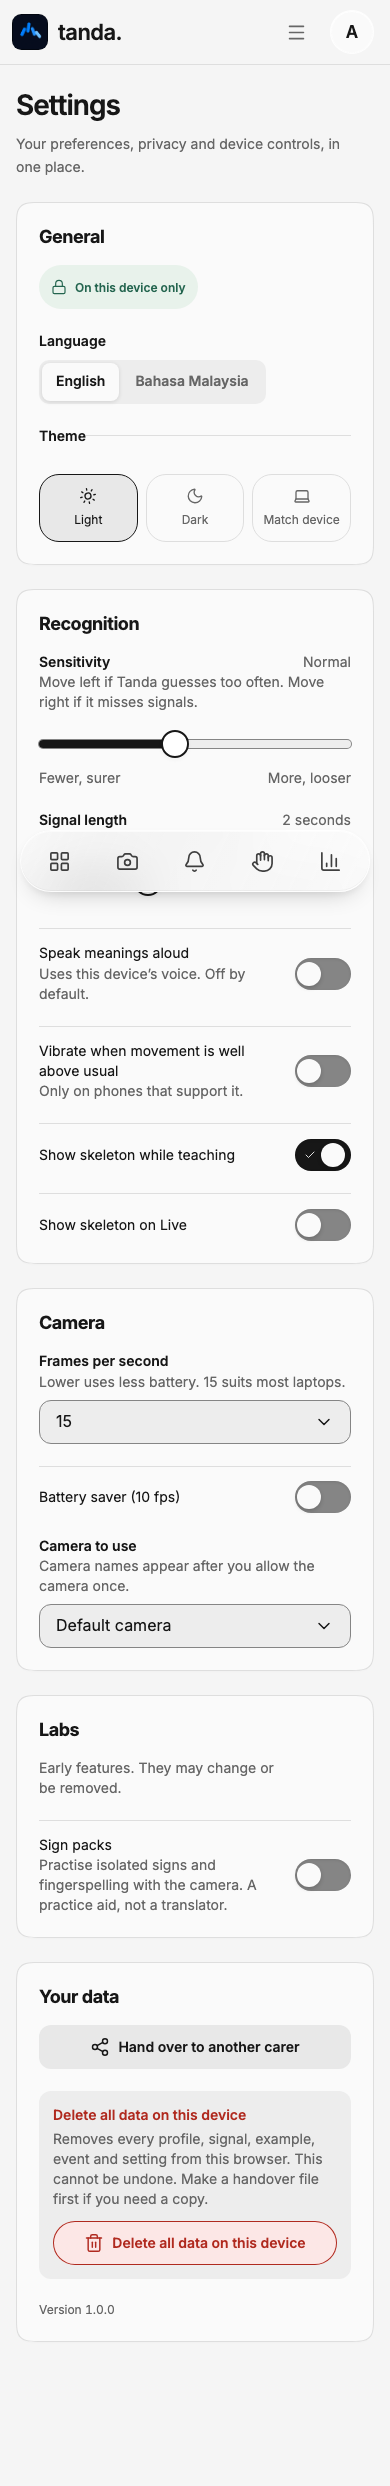 tanda.
A
Settings
Your preferences, privacy and device controls, in
one place.
General
On this device only
Language
English
Bahasa Malaysia
Theme
Light
Dark
Match device
Recognition
Sensitivity
Normal
Move left if Tanda guesses too often. Move
right if it misses signals.
Fewer, surer
More, looser
Signal length
2 seconds
Speak meanings aloud
Uses this device's voice. Off by
default.
Vibrate when movement is well
above usual
Only on phones that support it.
Show skeleton while teaching
Show skeleton on Live
Camera
Frames per second
Lower uses less battery. 15 suits most laptops.
15
Battery saver (10 fps)
Camera to use
Camera names appear after you allow the
camera once.
Default camera
Labs
Early features. They may change or
be removed.
Sign packs
Practise isolated signs and
fingerspelling with the camera. A
practice aid, not a translator.
Your data
Hand over to another carer
Delete all data on this device
Removes every profile, signal, example,
event and setting from this browser. This
cannot be undone. Make a handover file
first if you need a copy.
Delete all data on this device
Version 1.0.0